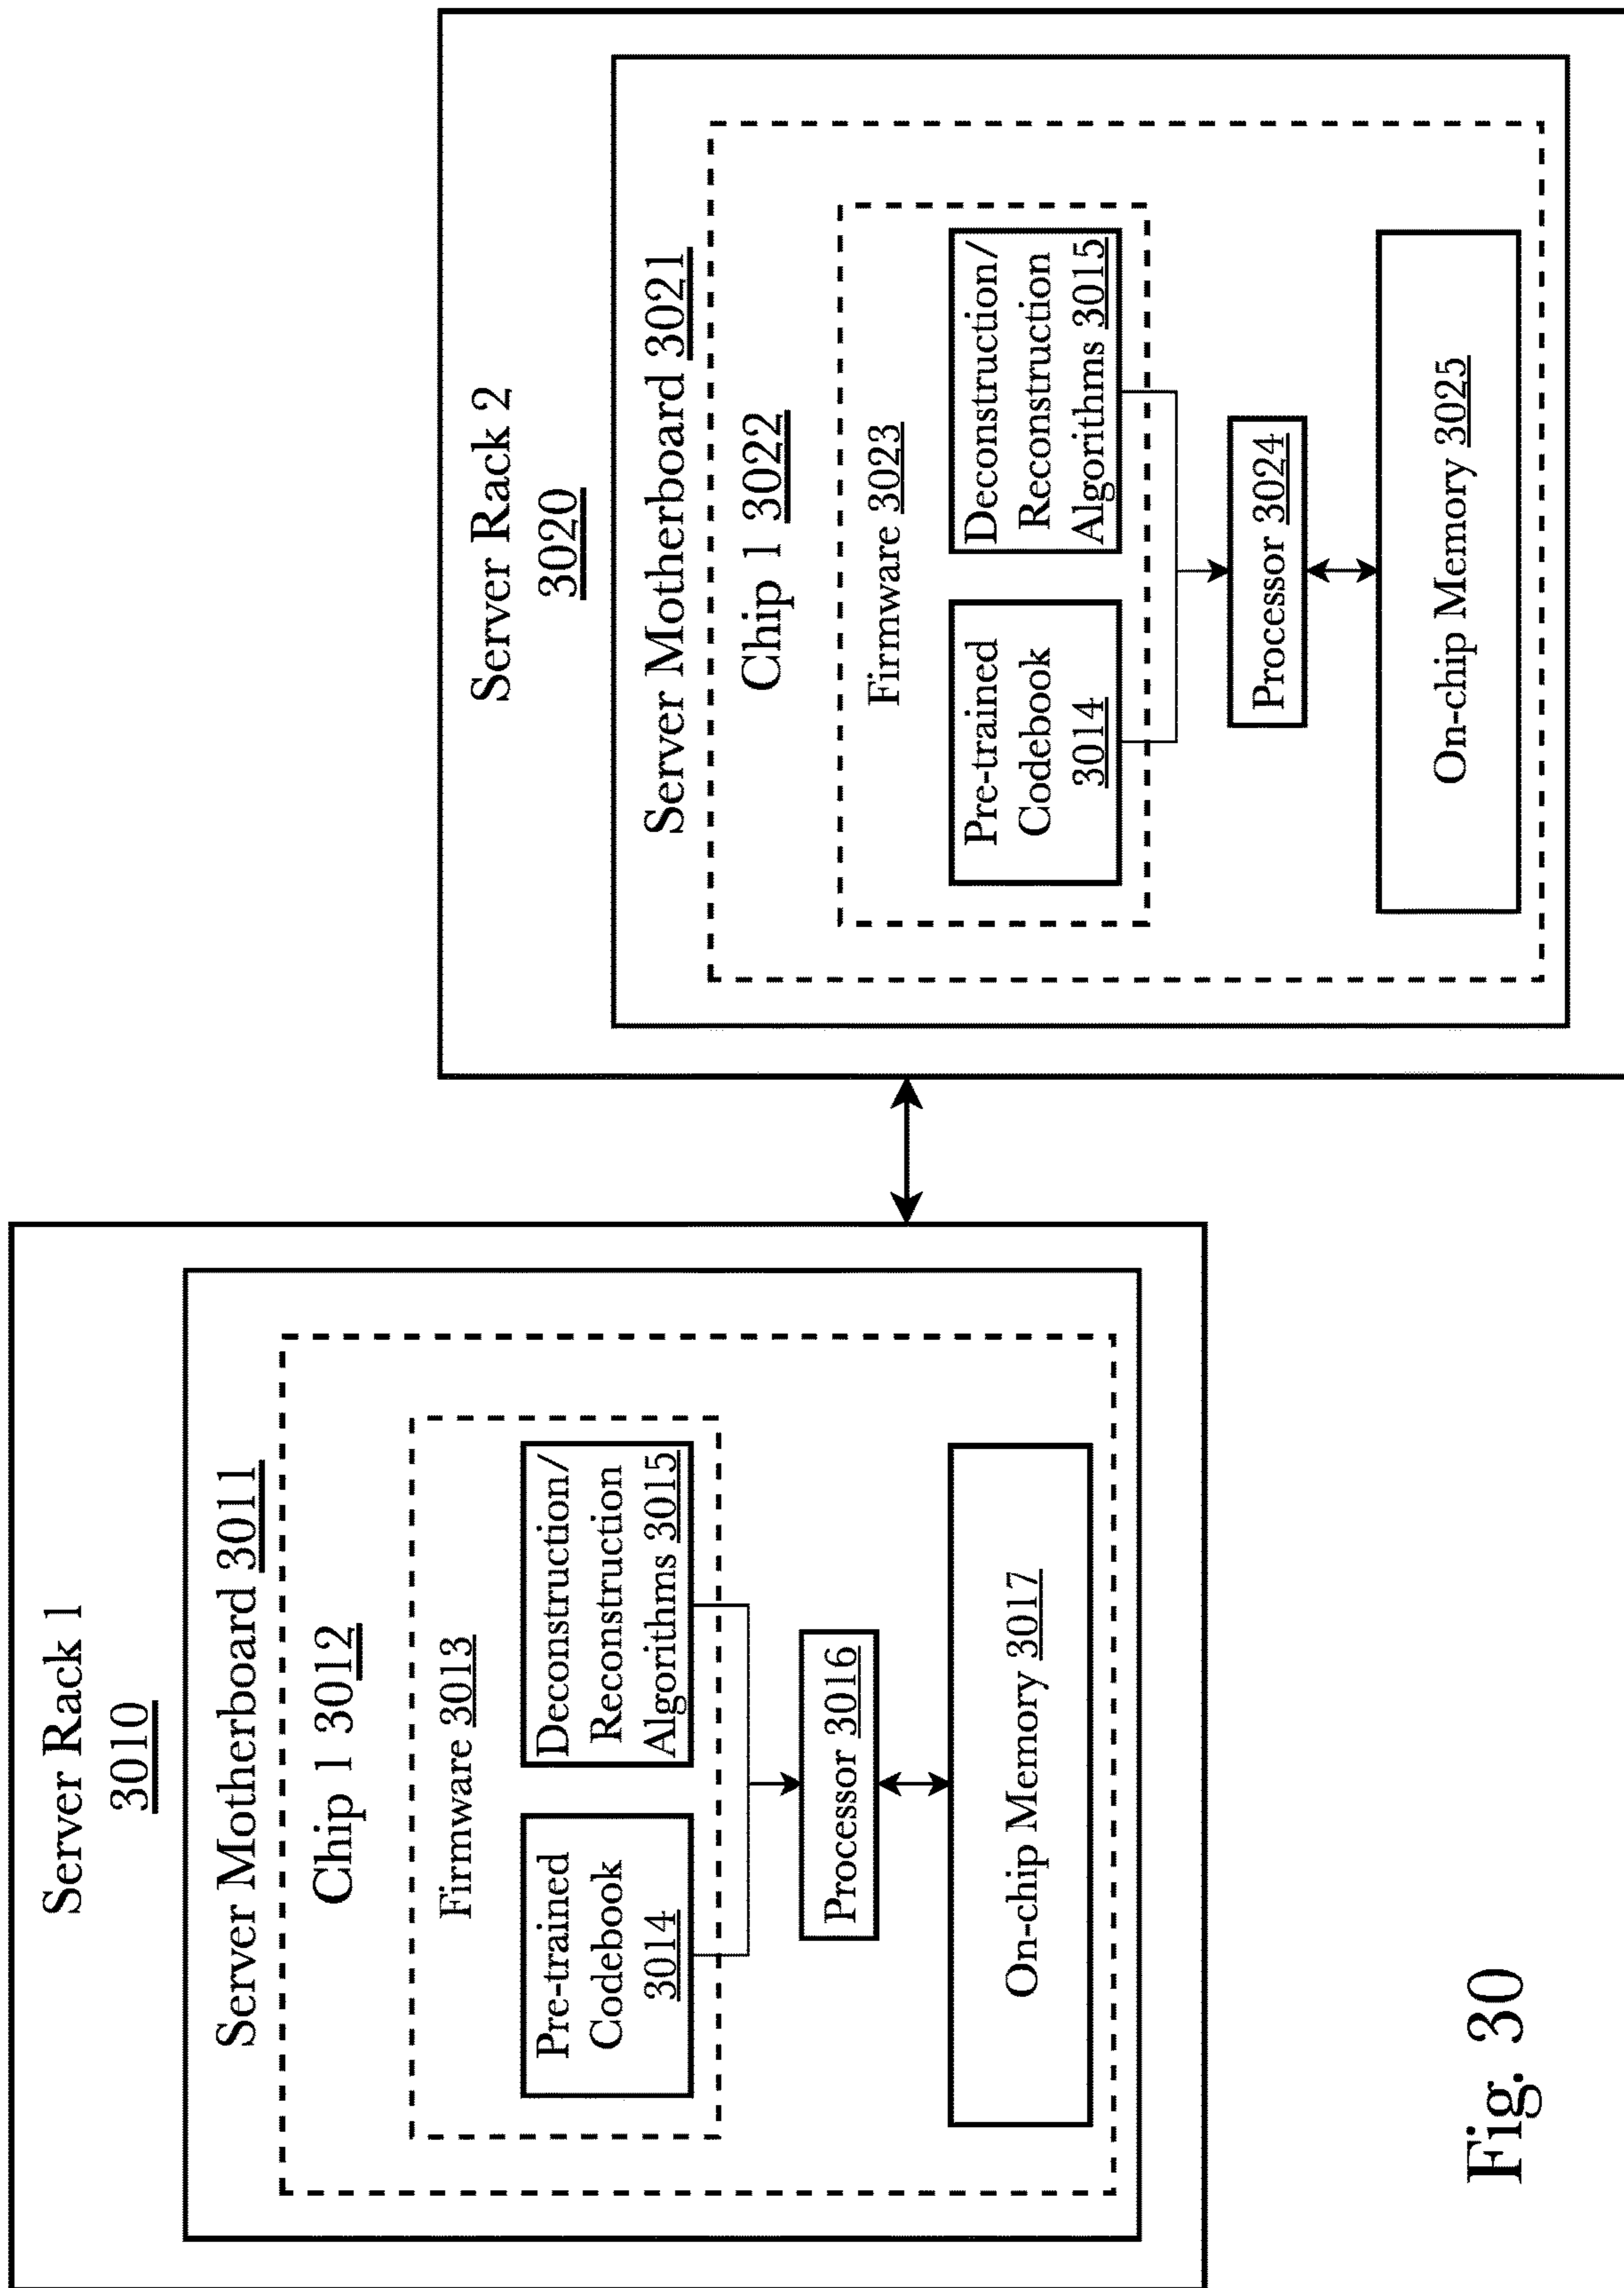 Server Rack 1
3010
Server Motherboard 3011
Chip 1 3012
Firmware 3013
Pre-trained
Codebook
3014
Deconstruction/
Reconstruction
Algorithms 3015
Processor 3016
On-chip Memory 3017
Server Rack 2
3020
Server Motherboard 3021
Chip 1 3022
Firmware 3023
Pre-trained
Codebook
3014
Deconstruction/
Reconstruction
Algorithms 3015
Processor 3024
On-chip Memory 3025
Fig. 30